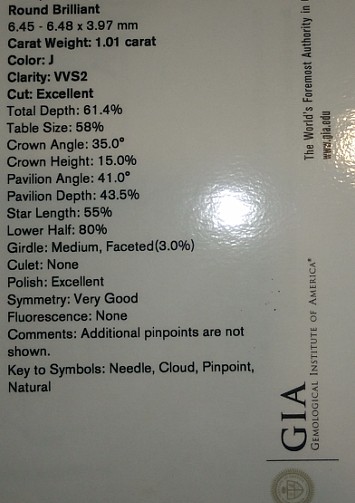 Round Brilliant
6.45 - 6.48 x 3.97 mm
Carat Weight: 1.01 carat
Color: J
Clarity: VVS2
Cut: Excellent
Total Depth: 61.4%
Table Size: 58%
Crown Angle: 35.0°
Crown Height: 15.0%
Pavilion Angle: 41.0°
Pavilion Depth: 43.5%
Star Length: 55%
Lower Half: 80%
Girdle: Medium, Faceted(3.0%)
Culet: None
Polish: Excellent
Symmetry: Very Good
Fluorescence: None
Comments: Additional pinpoints are not
shown.
Key to Symbols: Needle, Cloud, Pinpoint,
Natural
The World's Foremost Authority in
www.gia.edu
GIA
GEMOLOGICAL INSTITUTE OF AMERICA®